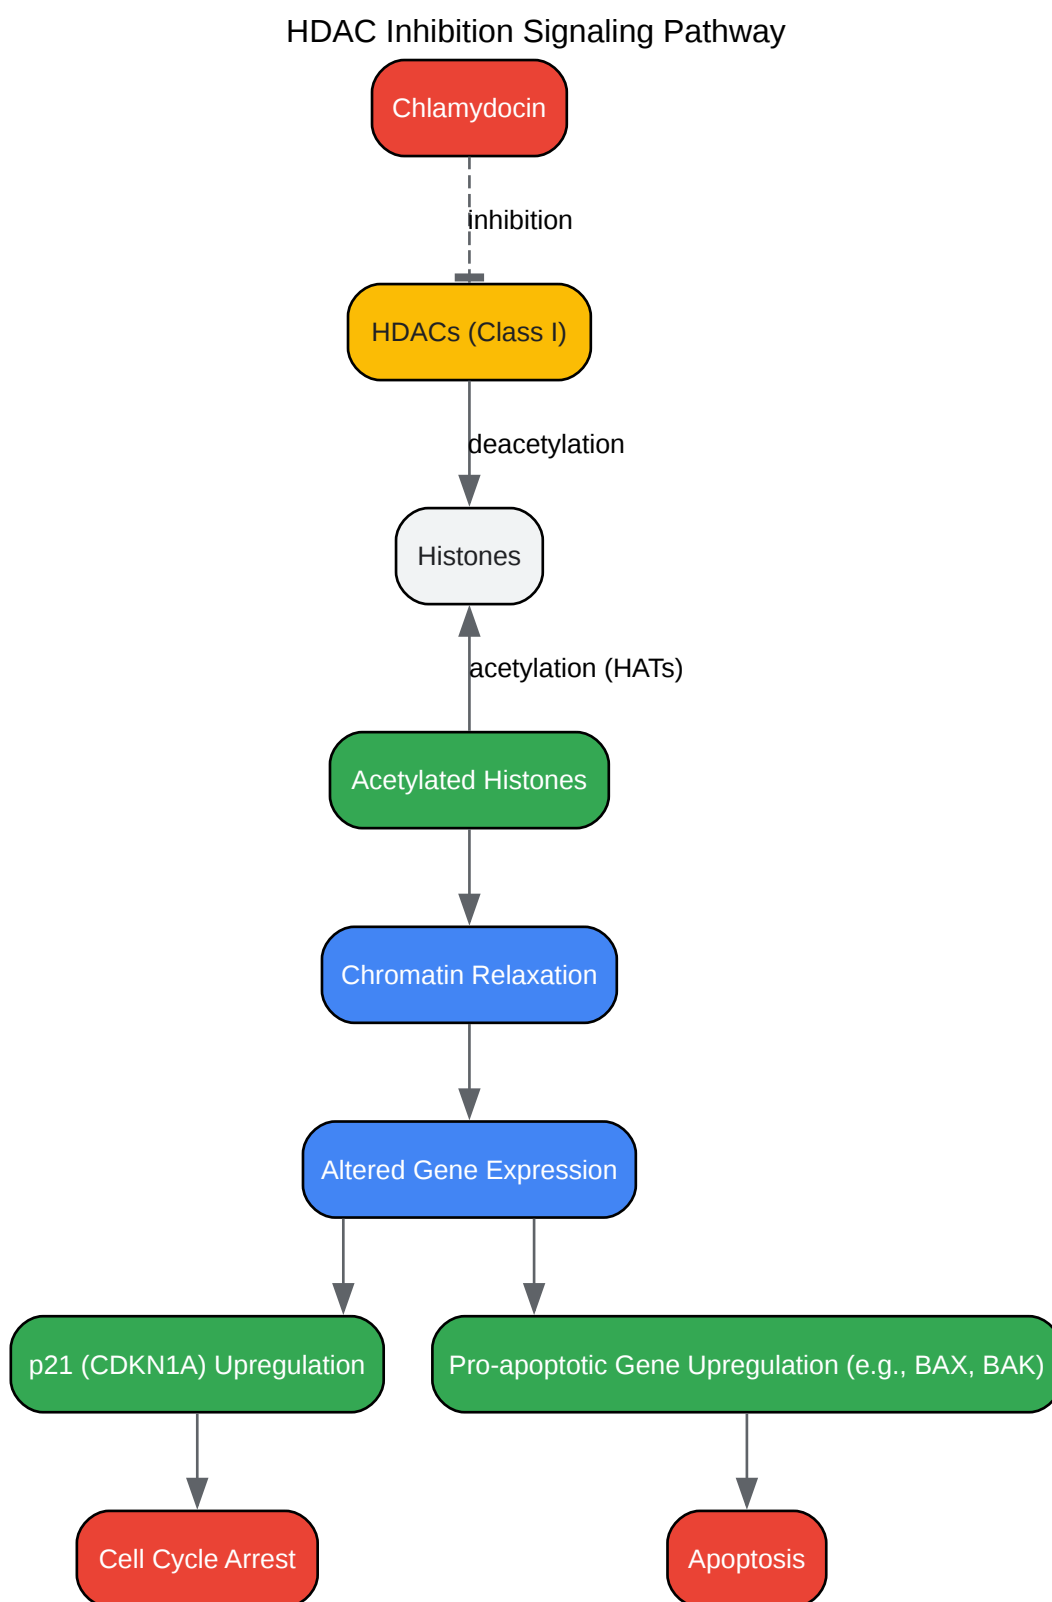 HDAC Inhibition Signaling Pathway
Chlamydocin
inhibition
HDACs (Class I)
deacetylation
Histones
acetylation (HATs)
Acetylated Histones
Chromatin Relaxation
Altered Gene Expression
p21 (CDKN1A) Upregulation
Pro-apoptotic Gene Upregulation (e.g., BAX, BAK)
Cell Cycle Arrest
Apoptosis